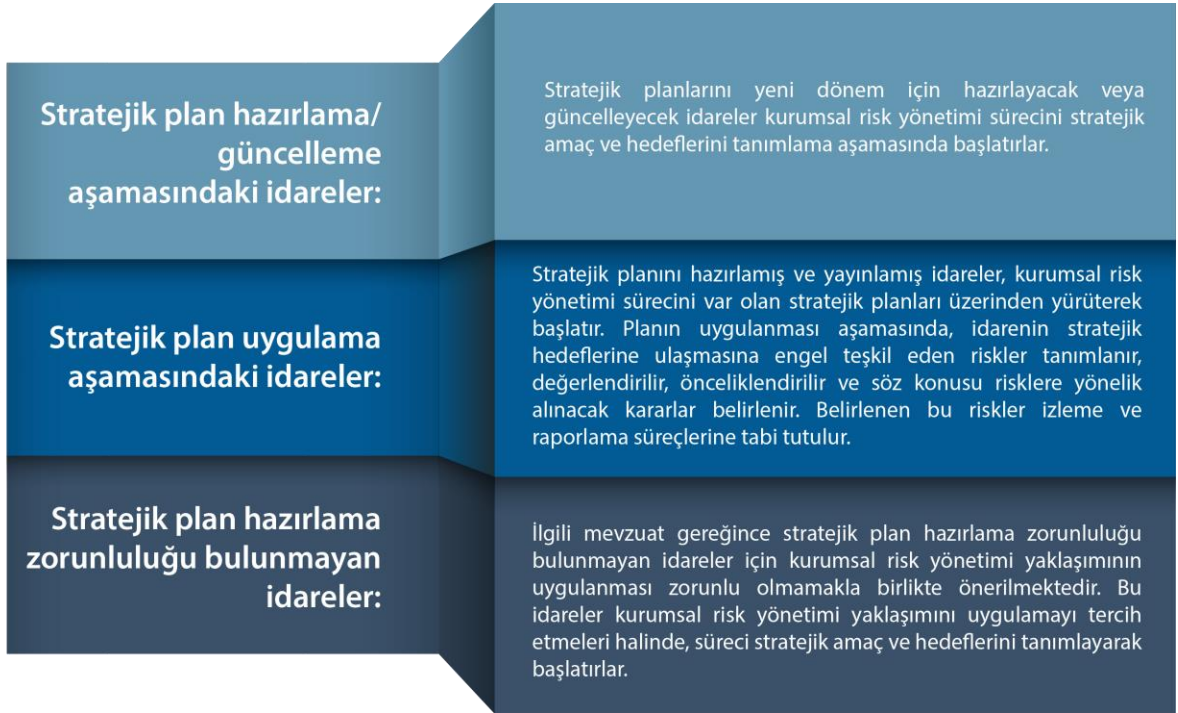 Stratejik plan hazırlama/
güncelleme
aşamasındaki idareler:
Stratejik planlarını yeni dönem için hazırlayacak veya
güncelleyecek idareler kurumsal risk yönetimi sürecini stratejik
amaç ve hedeflerini tanımlama aşamasında başlatırlar.
Stratejik plan uygulama
aşamasındaki idareler:
Stratejik planını hazırlamış ve yayınlamış idareler, kurumsal risk
yönetimi sürecini var olan stratejik planları üzerinden yürüterek
başlatır. Planın uygulanması aşamasında, idarenin stratejik
hedeflerine ulaşmasına engel teşkil eden riskler tanımlanır,
değerlendirilir, önceliklendirilir ve söz konusu risklere yönelik
alınacak kararlar belirlenir. Belirlenen bu riskler izleme ve
raporlama süreçlerine tabi tutulur.
Stratejik plan hazırlama
zorunluluğu bulunmayan
idareler:
İlgili mevzuat gereğince stratejik plan hazırlama zorunluluğu
bulunmayan idareler için kurumsal risk yönetimi yaklaşımının
uygulanması zorunlu olmamakla birlikte önerilmektedir. Bu
idareler kurumsal risk yönetimi yaklaşımını uygulamayı tercih
etmeleri halinde, süreci stratejik amaç ve hedeflerini tanımlayarak
başlatırlar.